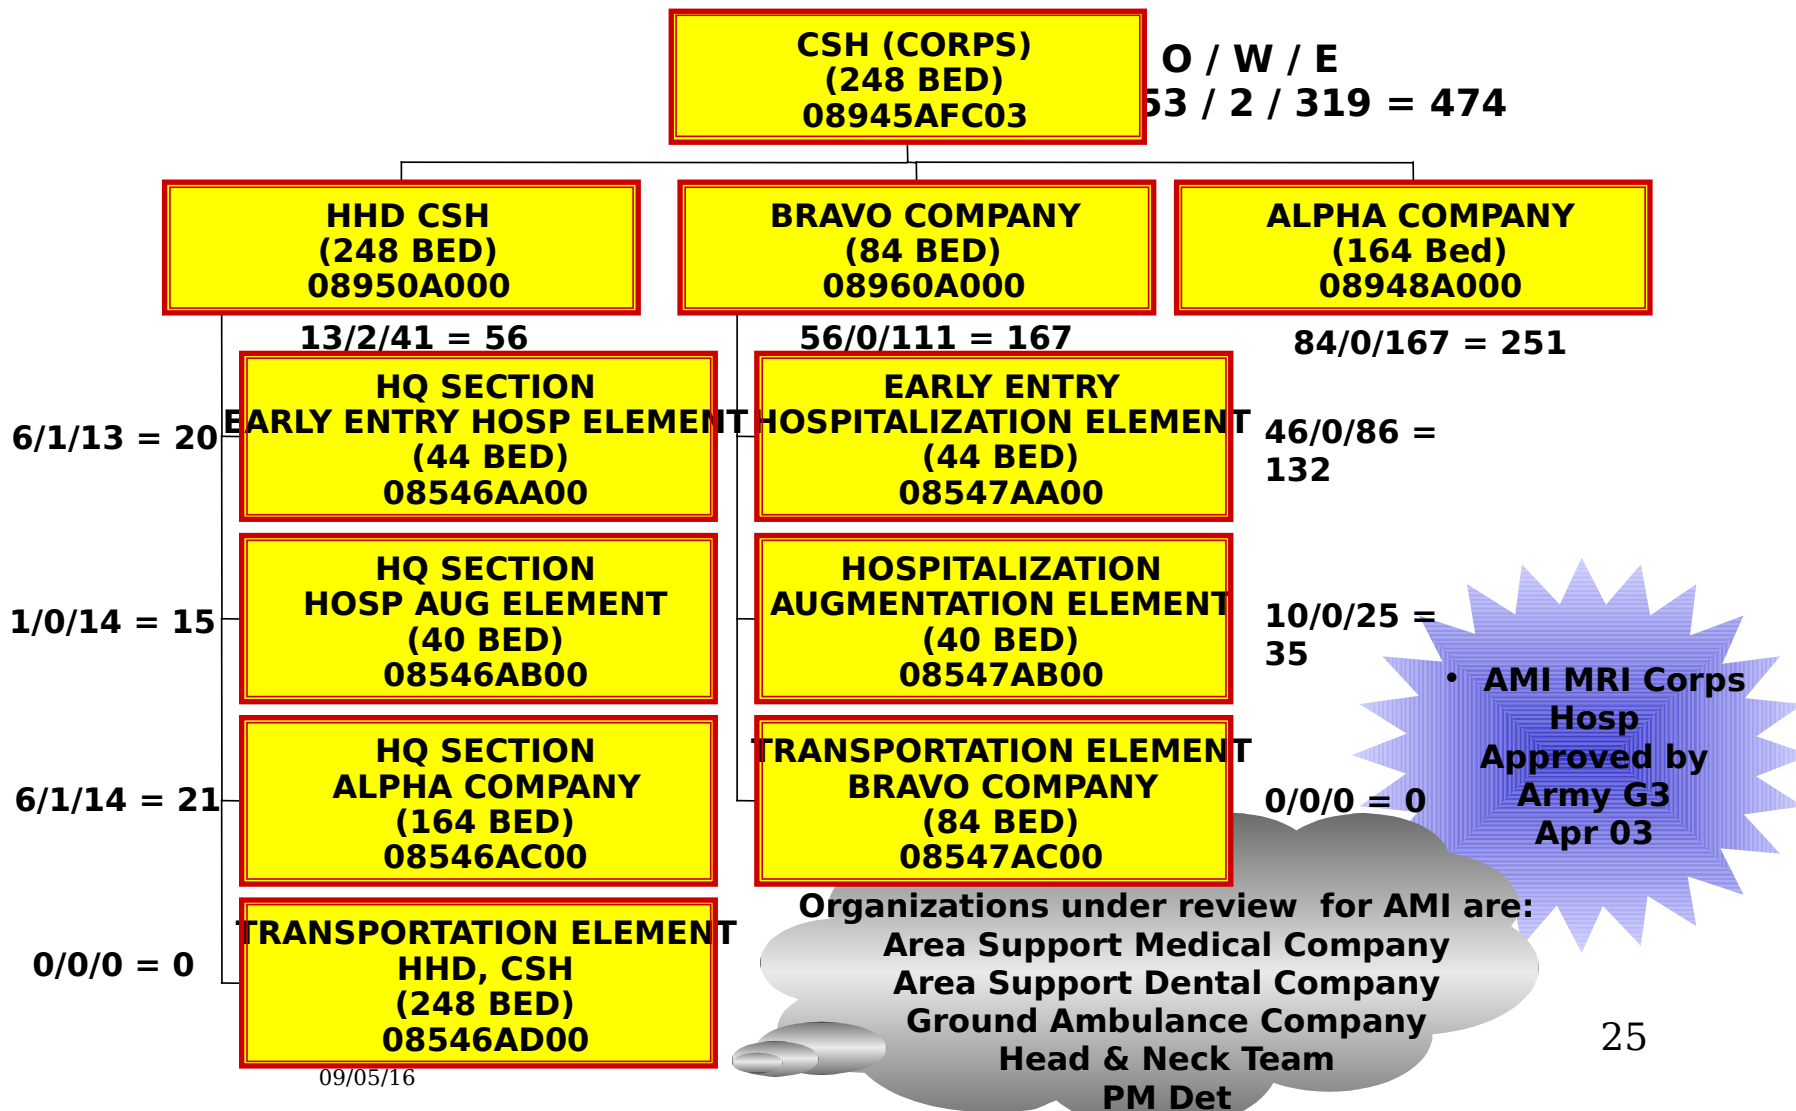 CSH (CORPS)
(248 BED)
08945AFC03
O / W / E
53 / 2 / 319 = 474
HHD CSH
(248 BED)
08950A000
BRAVO COMPANY
(84 BED)
08960A000
ALPHA COMPANY
(164 Bed)
08948A000
13/2/41 = 56
56/0/111 = 167
84/0/167 = 251
6/1/13 = 20
HQ SECTION
EARLY ENTRY HOSP ELEMENT
(44 BED)
08546AA00
EARLY ENTRY
HOSPITALIZATION ELEMENT
(44 BED)
08547AA00
46/0/86 =
132
1/0/14 = 15
HQ SECTION
HOSP AUG ELEMENT
(40 BED)
08546AB00
HOSPITALIZATION
AUGMENTATION ELEMENT
(40 BED)
08547AB00
10/0/25 =
35
6/1/14 = 21
HQ SECTION
ALPHA COMPANY
(164 BED)
08546AC00
TRANSPORTATION ELEMENT
BRAVO COMPANY
(84 BED)
08547AC00
0/0/0 = 0
• AMI MRI Corps
Hosp
Approved by
Army G3
Apr 03
0/0/0 = 0
TRANSPORTATION ELEMENT
HHD, CSH
(248 BED)
08546AD00
Organizations under review for AMI are:
Area Support Medical Company
Area Support Dental Company
Ground Ambulance Company
Head & Neck Team
PM Det
09/05/16
25